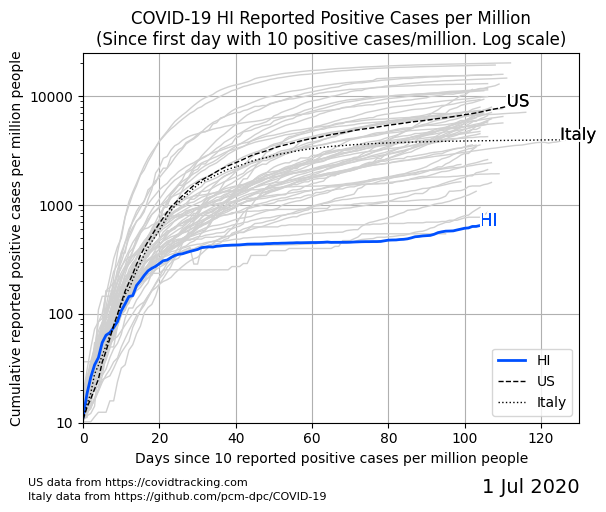 COVID-19 HI Reported Positive Cases per Million
(Since first day with 10 positive cases/million. Log scale)
Cumulative reported positive cases per million people
10000
1000
100
10
US
Italy
HI
HI
US
Italy
0 20 40 60 80 100 120
Days since 10 reported positive cases per million people
US data from https://covidtracking.com
Italy data from https://github.com/pcm-dpc/COVID-19
1 Jul 2020